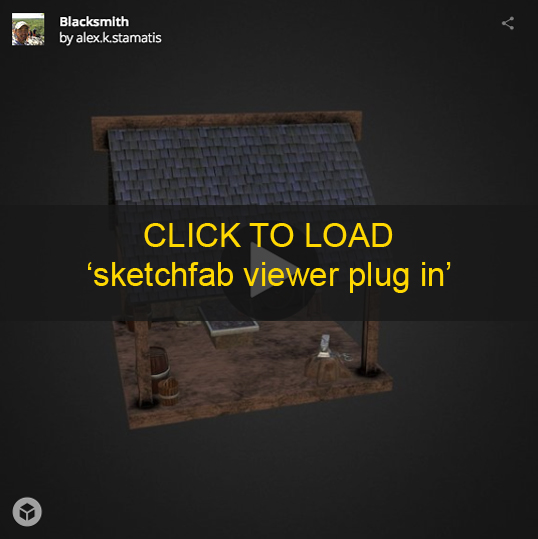 Blacksmith
by alex.k.stamatis
CLICK TO LOAD
‘sketchfab viewer plug in’